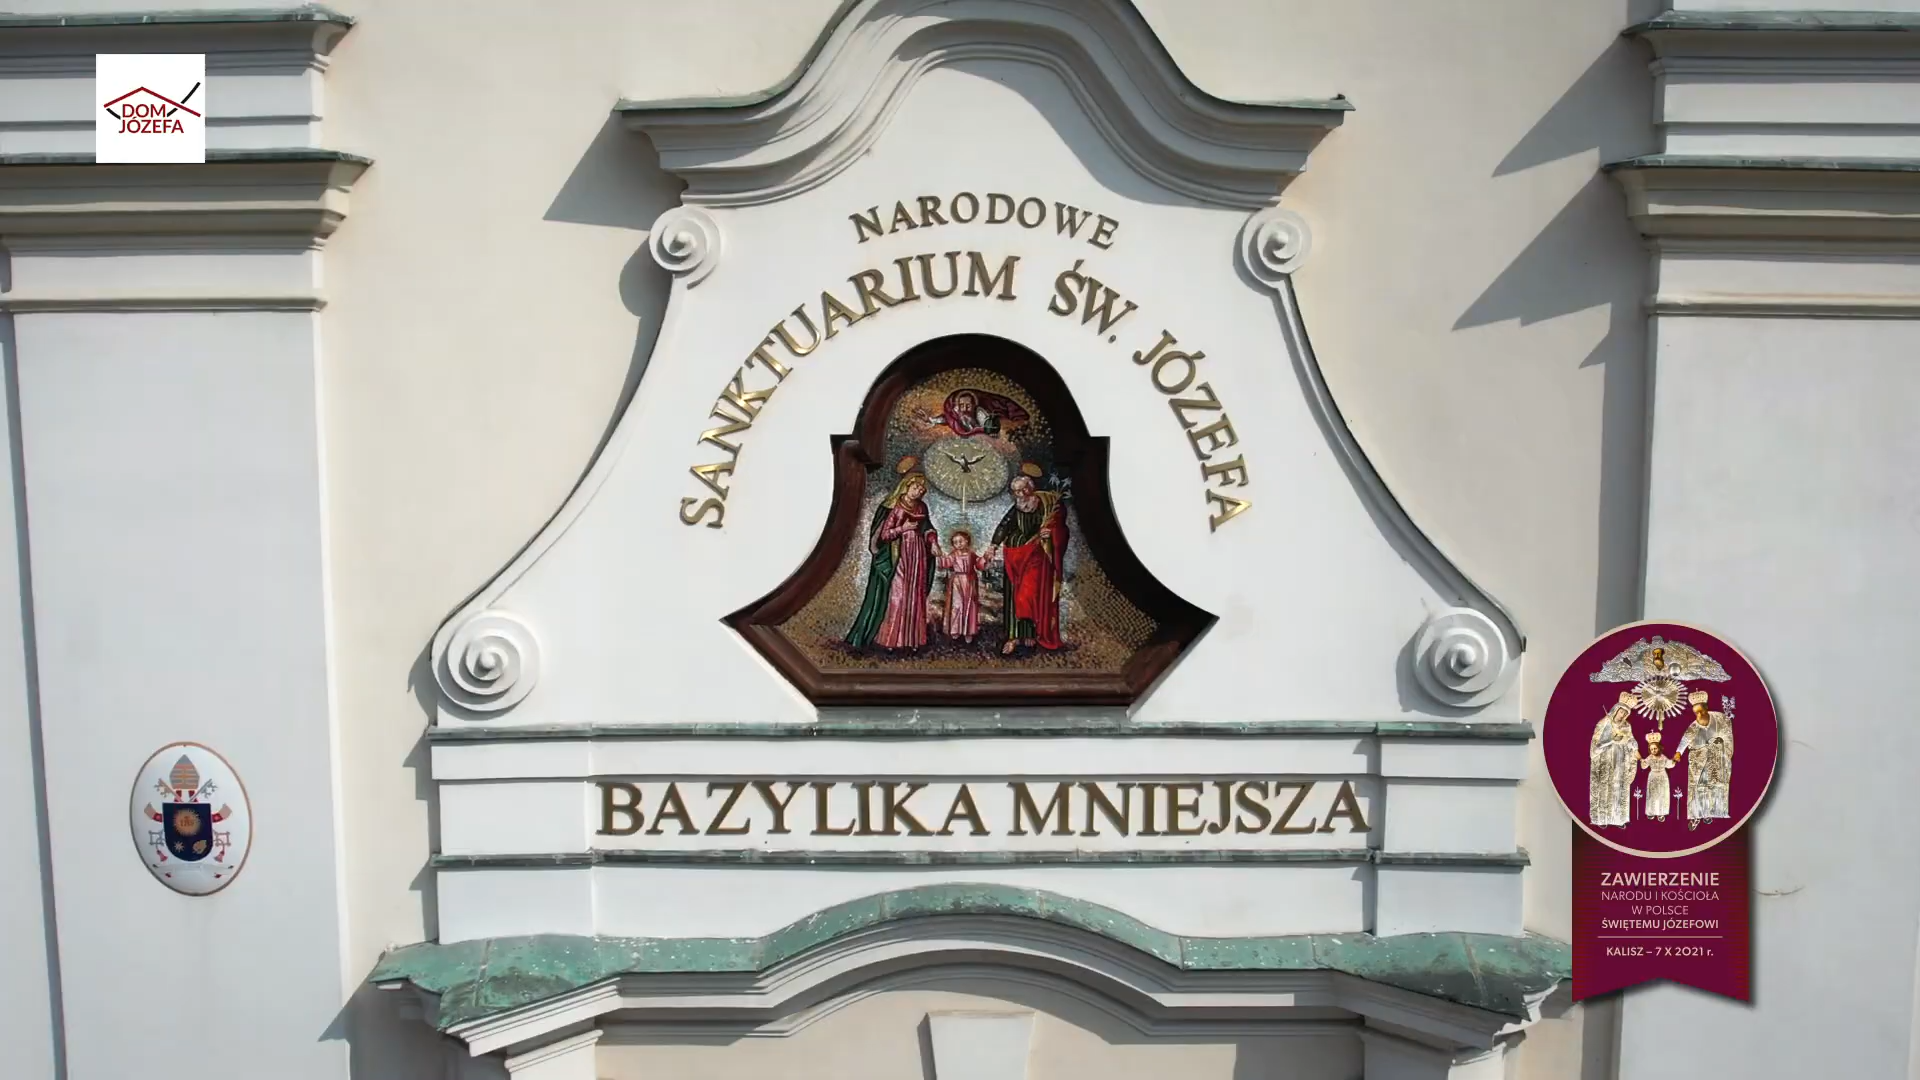 DOM
JÓZEFA
NARODOWE
SANKTUARIUM ŚW. JÓZEFA
BAZYLIKA MNIEJSZA
ZAWIERZENIE
NARODU I KOŚCIOŁA
W POLSCE
ŚWIĘTEMU JÓZEFOWI
KALISZ – 7 X 2021 r.